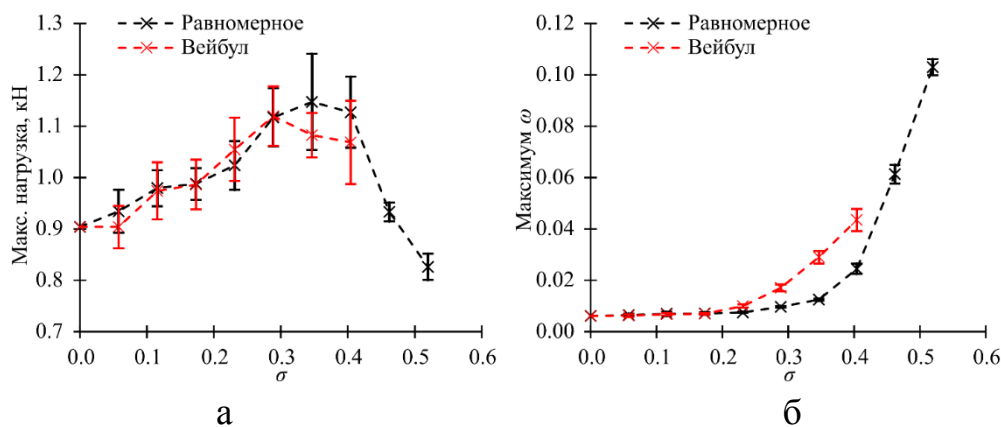 Макс. нагрузка, кН
1.3
1.2
1.1
1.0
0.9
0.8
0.7
Равномерное
Вейбул
0.0 0.1 0.2 0.3 0.4 0.5 0.6
σ
а
Максимум ω
0.12
0.10
0.08
0.06
0.04
0.02
0.00
Равномерное
Вейбул
0.0 0.1 0.2 0.3 0.4 0.5 0.6
σ
б